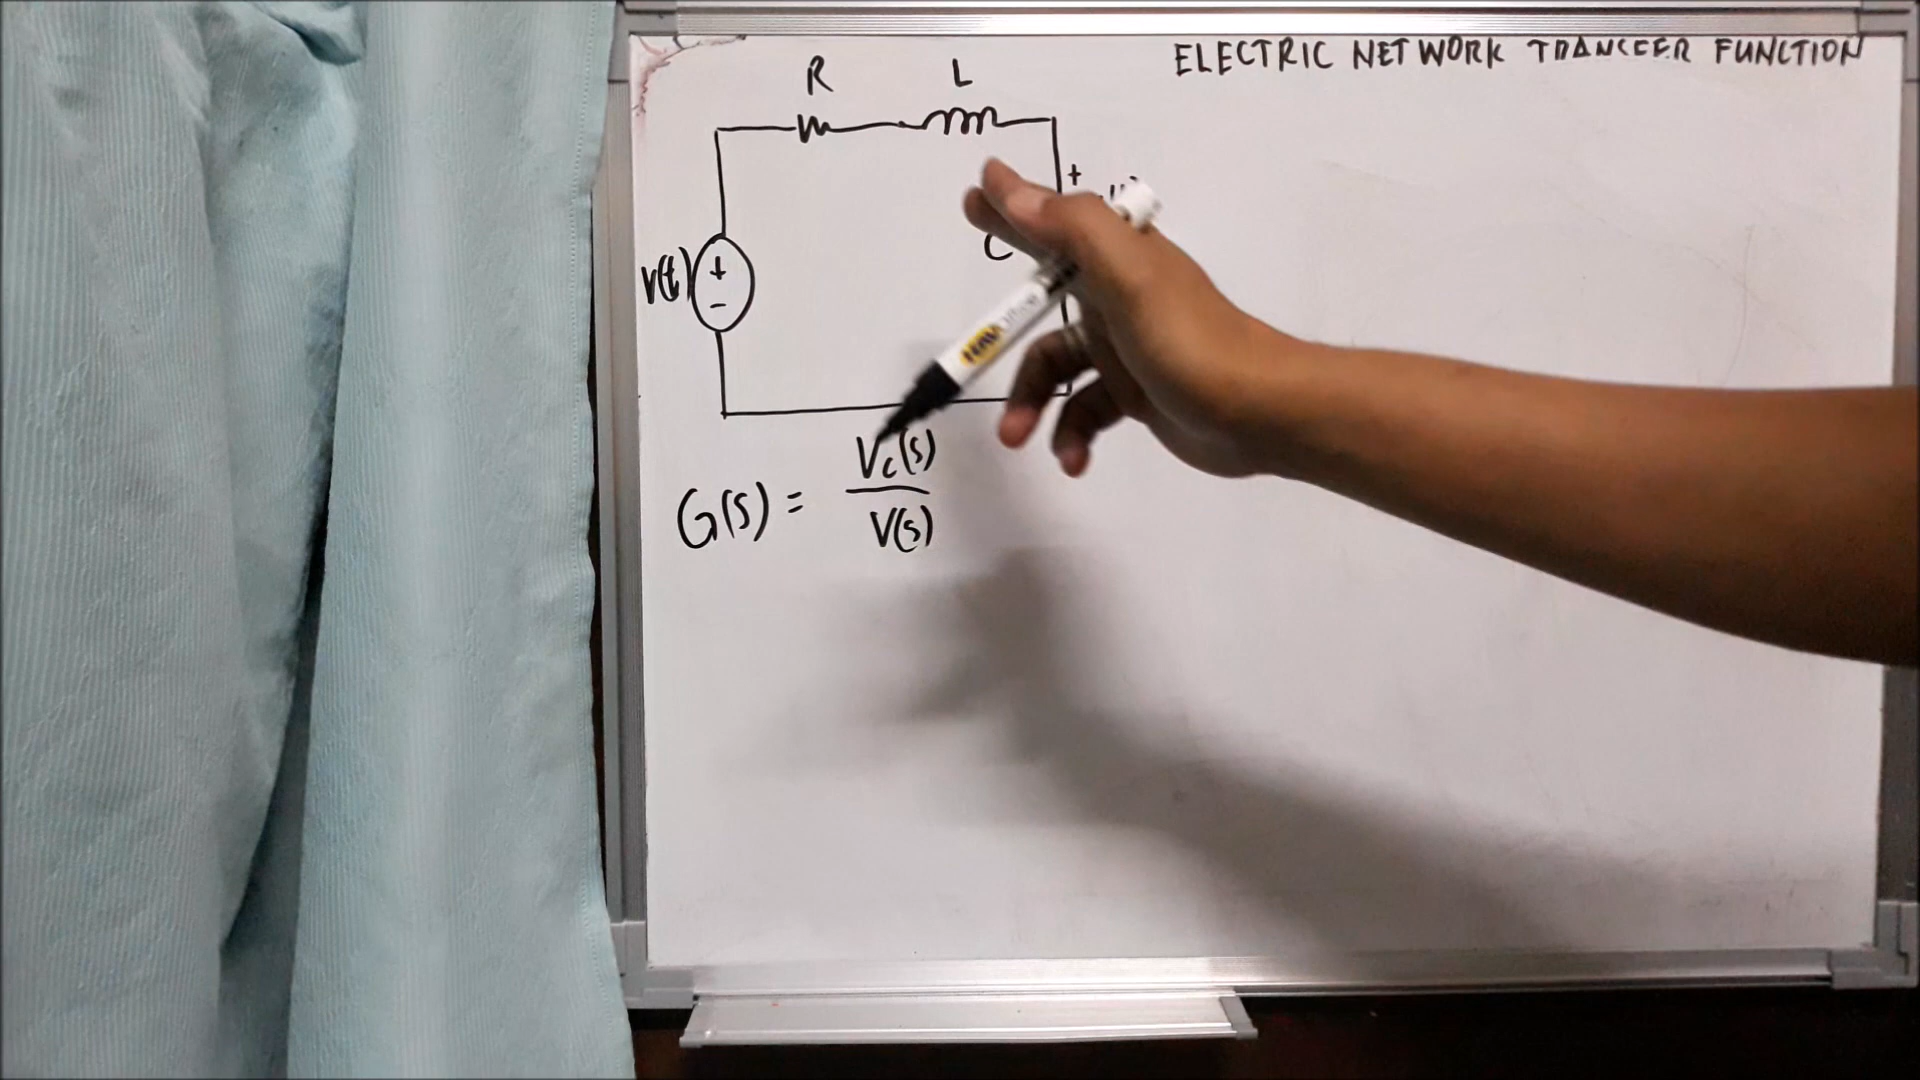 ELECTRIC NETWORK TRANSFER FUNCTION
R
L
+
C
V(t)
+
-
G(s) = Vc(s)
V(s)